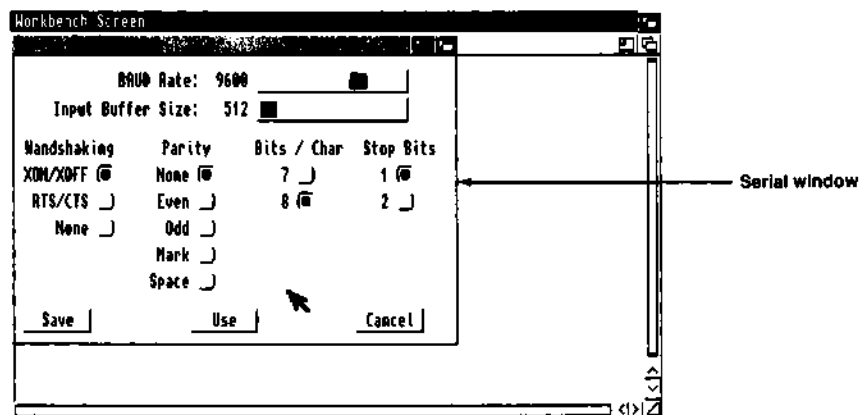 Workbench Screen
BAUD Rate: 9600
Input Buffer Size: 512
Handshaking Parity Bits / Char Stop Bits
XON/XOFF None 7 1
RTS/CTS Even 8 2
None Odd
Mark
Space
Save Use Cancel
Serial window